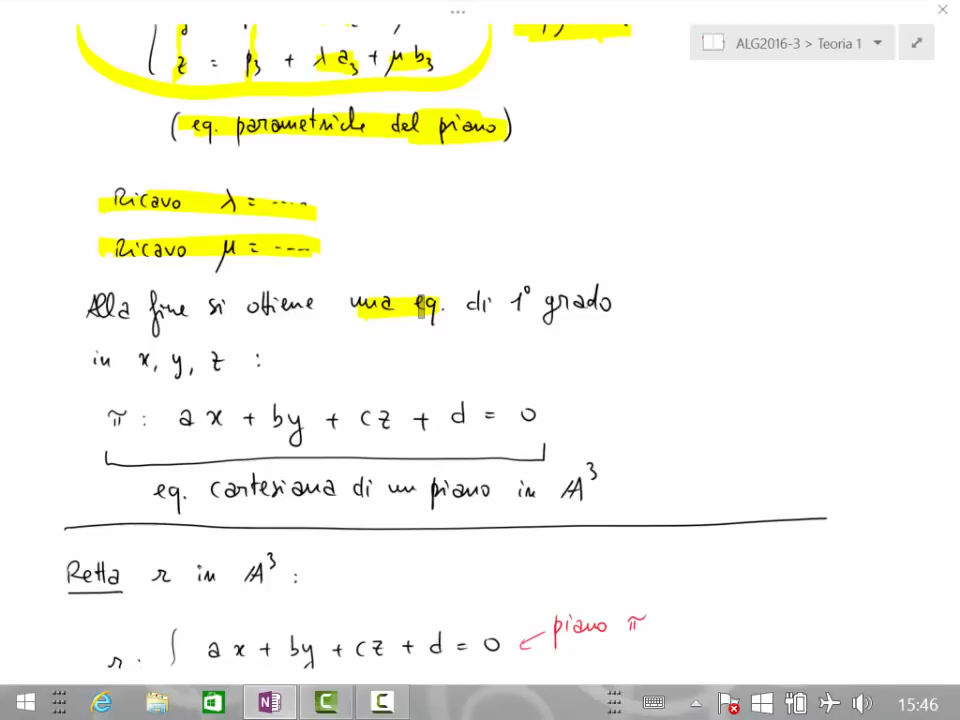 ALG2016-3 > Teoria 1
z = p₃ + λ a₃ + μ b₃
(eq. parametriche del piano)
Ricavo λ = ....
Ricavo μ = ....
Alla fine si ottiene una eq. di 1° grado
in x, y, z :
π : ax + by + cz + d = 0
eq. cartesiana di un piano in A³
Retta r in A³ :
r. { ax + by + cz + d = 0 ← piano π
15:46